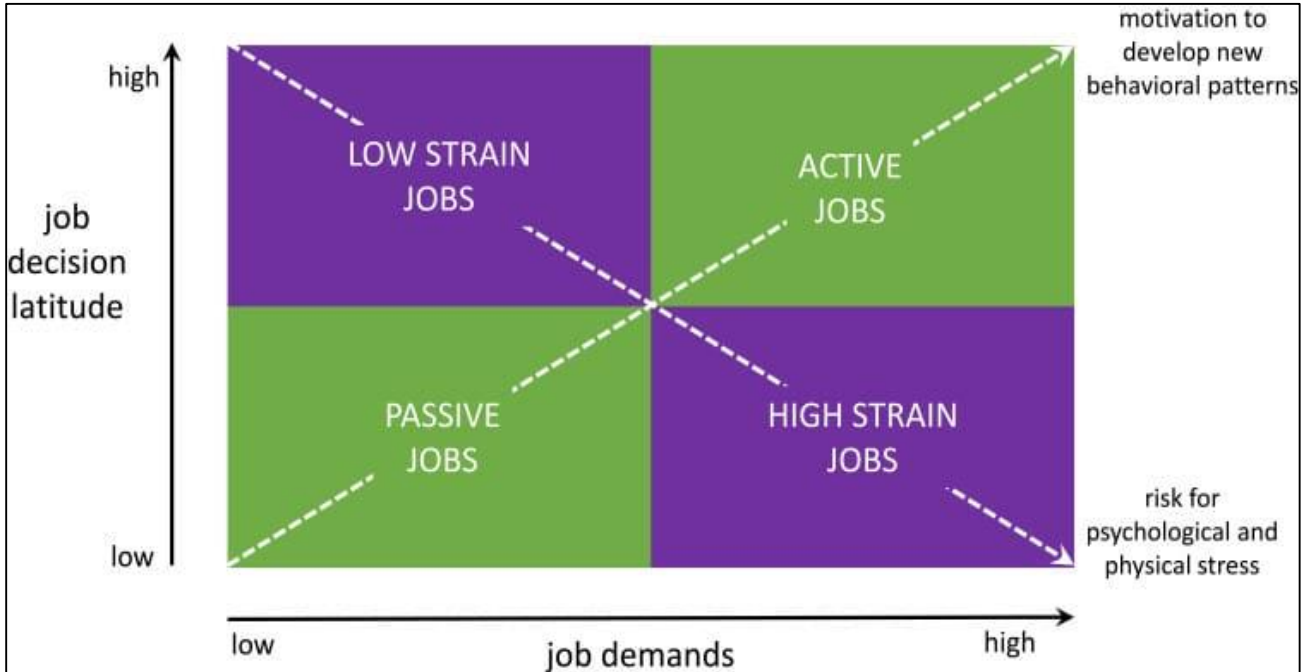 motivation to
develop new
behavioral patterns
high
LOW STRAIN
JOBS
ACTIVE
JOBS
job
decision
latitude
PASSIVE
JOBS
HIGH STRAIN
JOBS
risk for
psychological and
physical stress
low
low
job demands
high